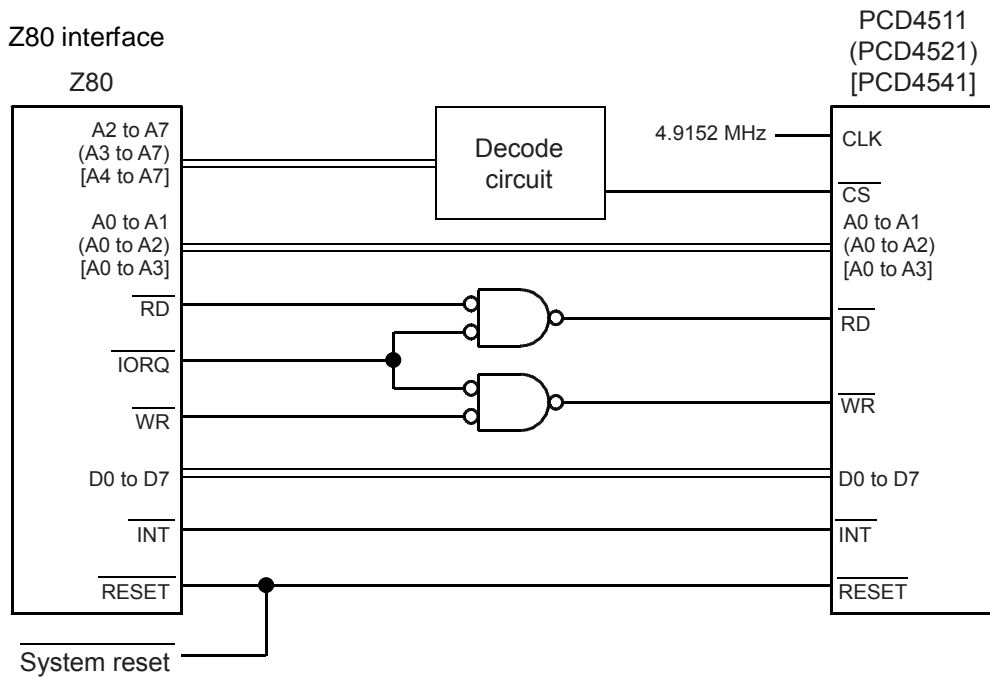 Z80 interface
Z80
PCD4511
(PCD4521)
[PCD4541]
A2 to A7
(A3 to A7)
[A4 to A7]
Decode
circuit
4.9152 MHz
CLK
CS
A0 to A1
(A0 to A2)
[A0 to A3]
A0 to A1
(A0 to A2)
[A0 to A3]
RD
RD
IORQ
WR
WR
D0 to D7
D0 to D7
INT
INT
RESET
RESET
System reset